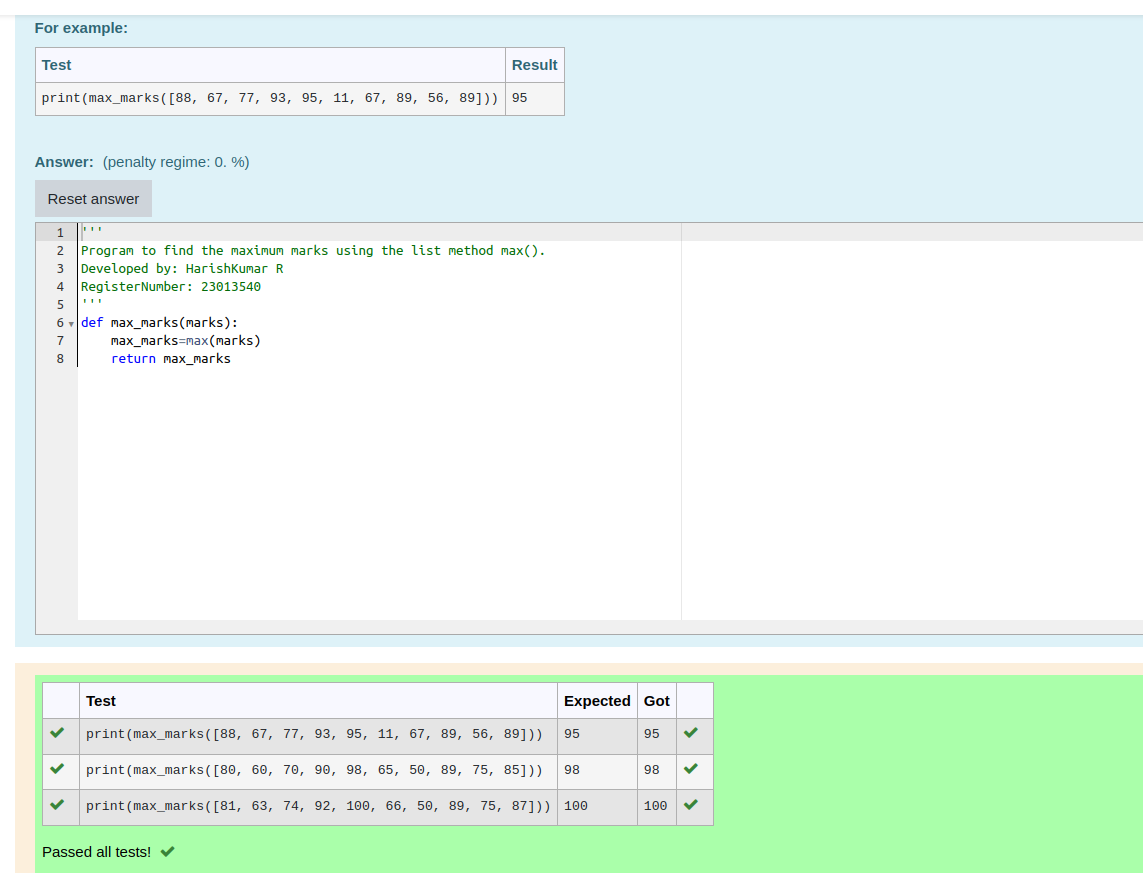 For example:
Test Result
print(max_marks([88, 67, 77, 93, 95, 11, 67, 89, 56, 89])) 95
Answer: (penalty regime: 0. %)
Reset answer
1 '''
2 Program to find the maximum marks using the list method max().
3 Developed by: HarishKumar R
4 RegisterNumber: 23013540
5 '''
6 def max_marks(marks):
7     max_marks=max(marks)
8     return max_marks
Test Expected Got
print(max_marks([88, 67, 77, 93, 95, 11, 67, 89, 56, 89])) 95 95
print(max_marks([80, 60, 70, 90, 98, 65, 50, 89, 75, 85])) 98 98
print(max_marks([81, 63, 74, 92, 100, 66, 50, 89, 75, 87])) 100 100
Passed all tests!